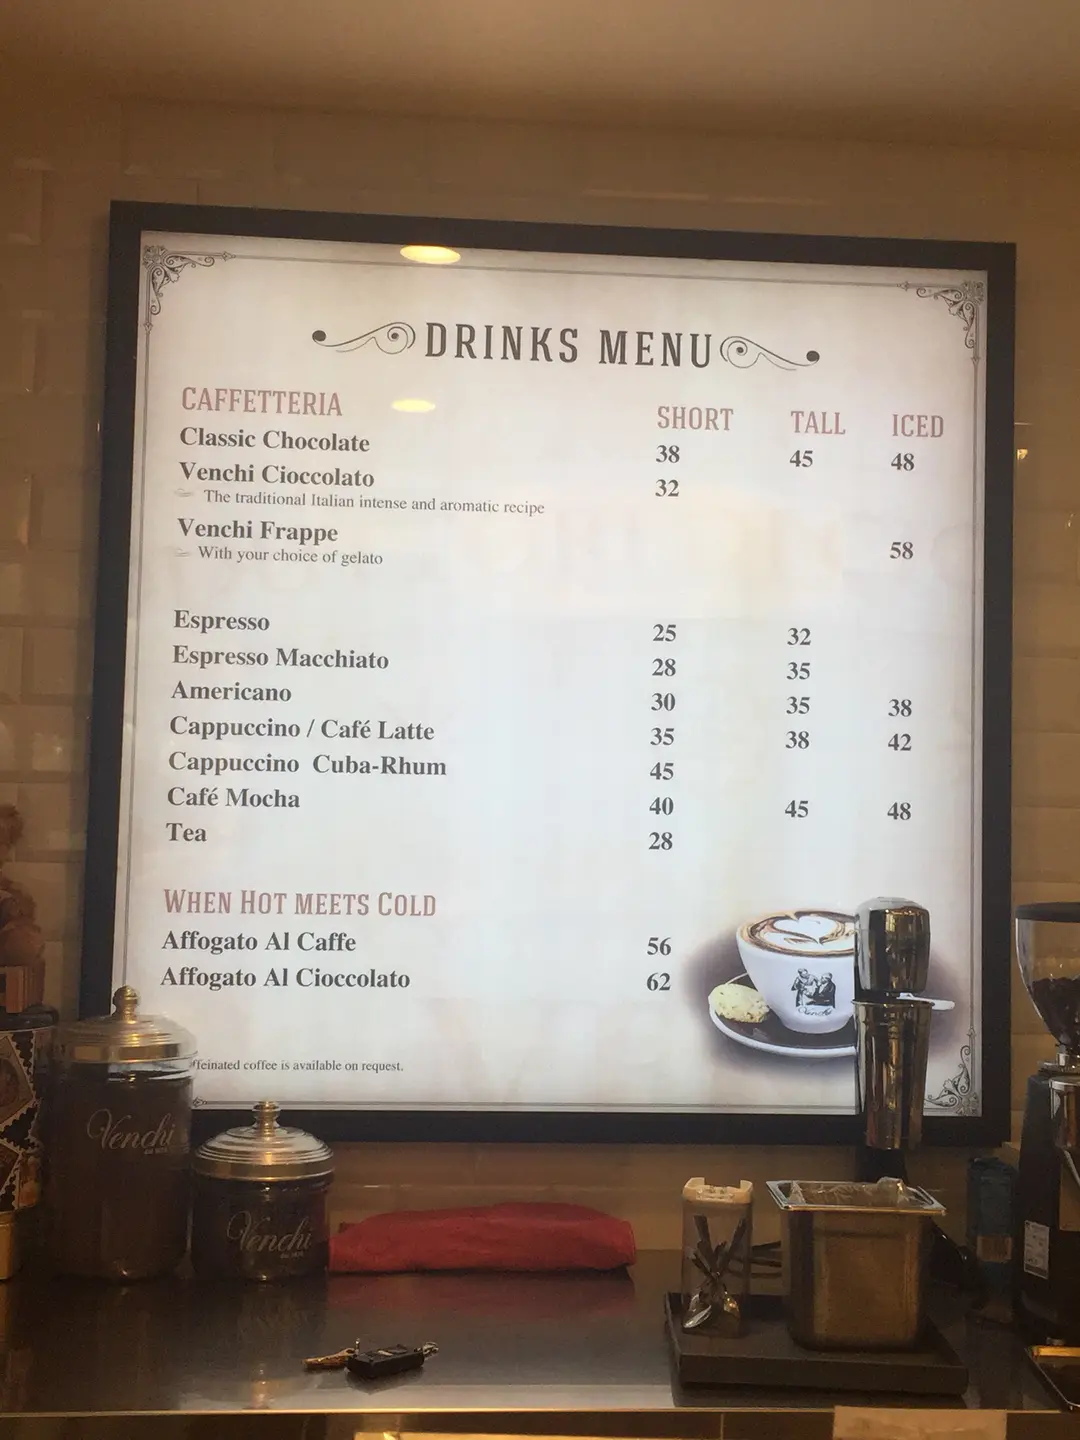 DRINKS MENU
CAFFETTERIA SHORT TALL ICED
Classic Chocolate 38 45 48
Venchi Cioccolato 32
The traditional Italian intense and aromatic recipe
Venchi Frappe 58
With your choice of gelato
Espresso 25 32
Espresso Macchiato 28 35
Americano 30 35 38
Cappuccino / Café Latte 35 38 42
Cappuccino Cuba-Rhum 45
Café Mocha 40 45 48
Tea 28
WHEN HOT MEETS COLD
Affogato Al Caffe 56
Affogato Al Cioccolato 62
Venchi
ffeinated coffee is available on request.
Venchi
Venchi